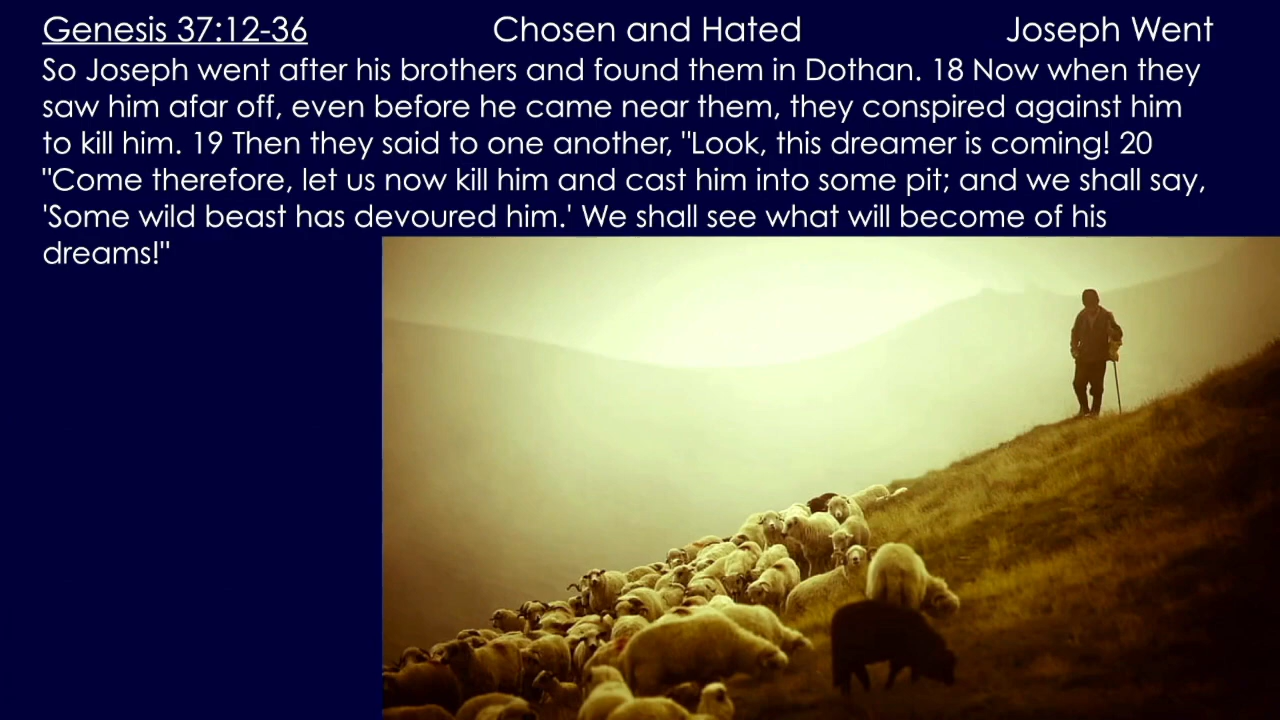 Genesis 37:12-36 Chosen and Hated Joseph Went
So Joseph went after his brothers and found them in Dothan. 18 Now when they
saw him afar off, even before he came near them, they conspired against him
to kill him. 19 Then they said to one another, "Look, this dreamer is coming! 20
"Come therefore, let us now kill him and cast him into some pit; and we shall say,
'Some wild beast has devoured him.' We shall see what will become of his
dreams!"